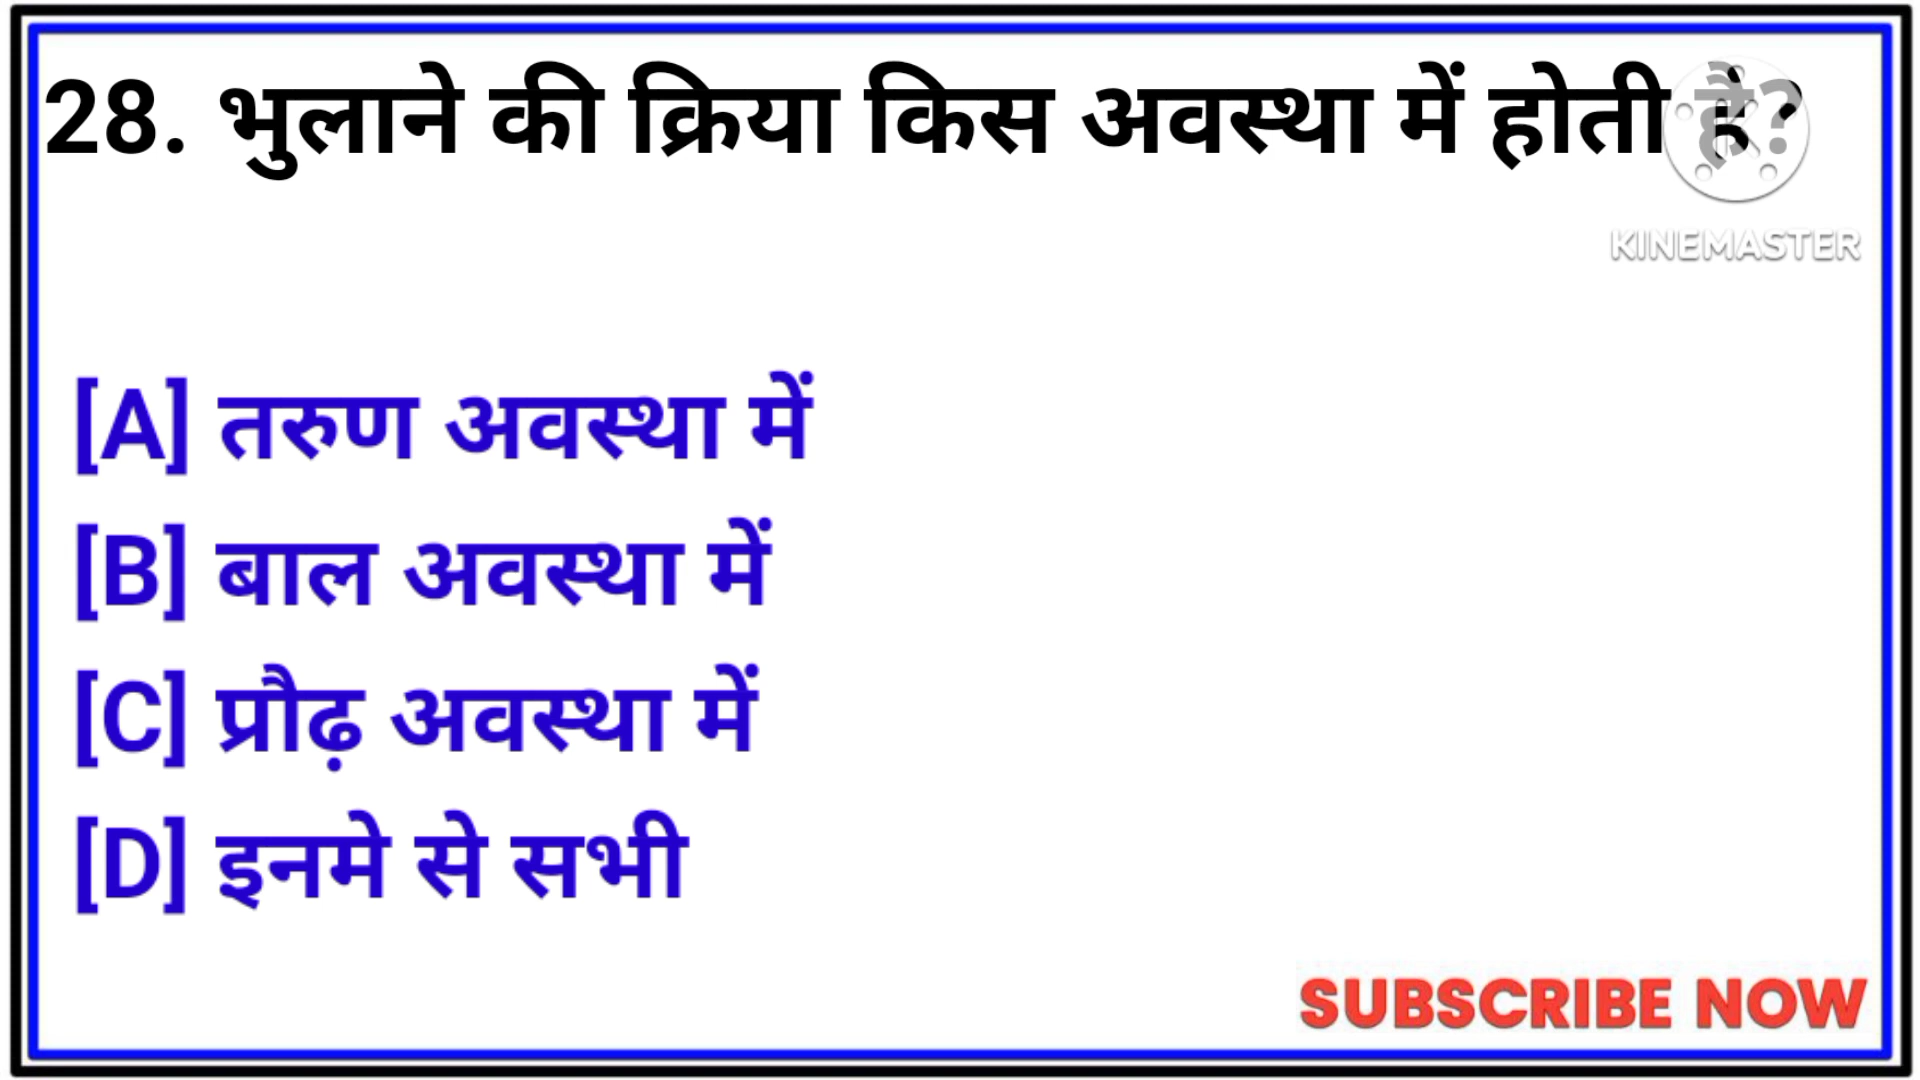 28. भुलाने की क्रिया किस अवस्था में होती है?
KINEMASTER
[A] तरुण अवस्था में
[B] बाल अवस्था में
[C] प्रौढ़ अवस्था में
[D] इनमे से सभी
SUBSCRIBE NOW